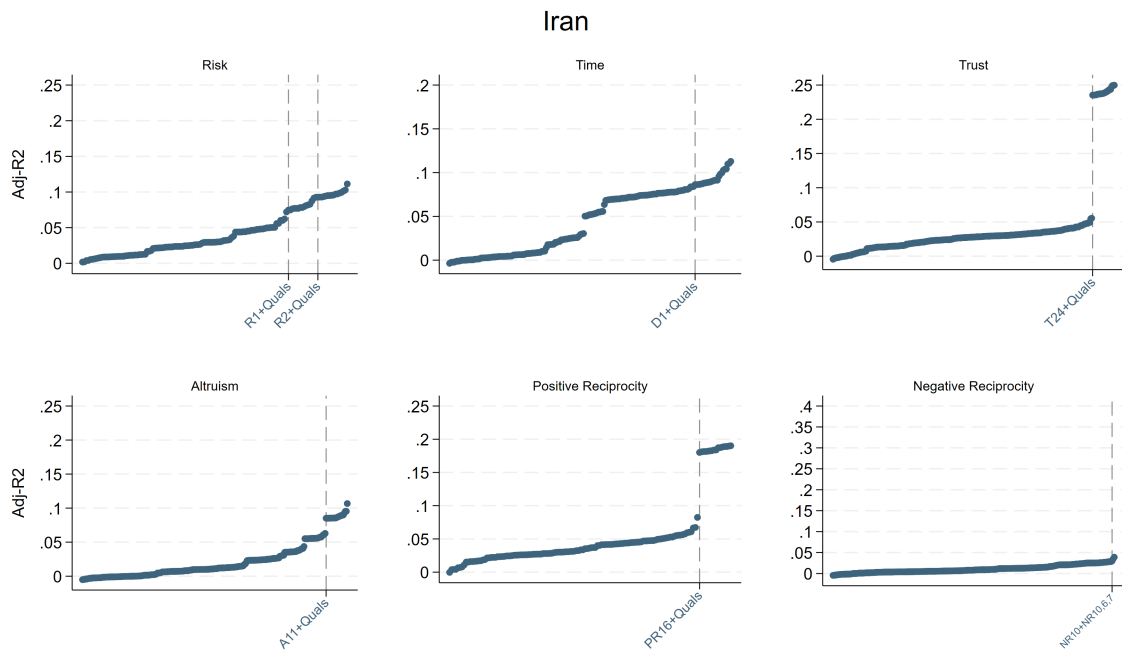 Iran
Risk
Time
Trust
Adj-R2
.25
.2
.15
.1
.05
0
R1+Quals
R2+Quals
.2
.15
.1
.05
0
D1+Quals
.25
.2
.15
.1
.05
0
T24+Quals
Altruism
Positive Reciprocity
Negative Reciprocity
Adj-R2
.25
.2
.15
.1
.05
0
A11+Quals
.25
.2
.15
.1
.05
0
PR16+Quals
.4
.35
.3
.25
.2
.15
.1
.05
0
NR10+NR10,6,7